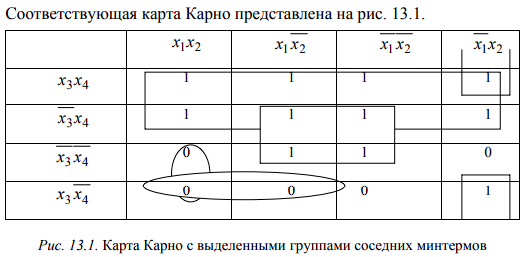 Соответствующая карта Карно представлена на рис. 13.1.
x₁x₂ x₁x̅₂ x̅₁x̅₂ x̅₁x₂
x₃x₄ 1 1 1 1
x̅₃x₄ 1 1 1 1
x̅₃x̅₄ 0 1 1 0
x₃x̅₄ 0 0 0 1
Рис. 13.1. Карта Карно с выделенными группами соседних минтермов